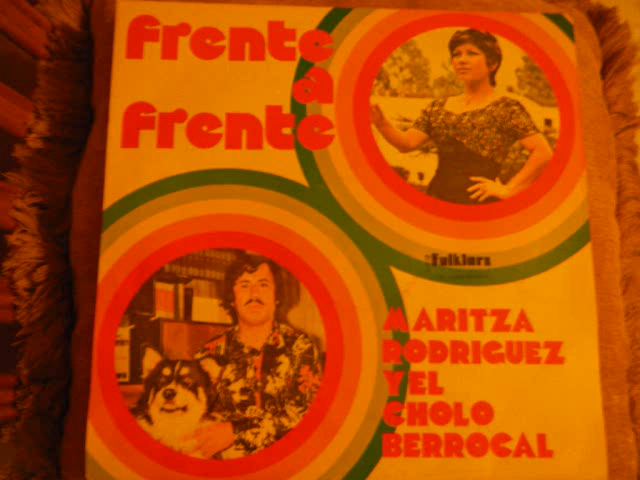 Frente
a
Frente
Folklore
MARITZA
RODRIGUEZ
Y EL
CHOLO
BERROCAL